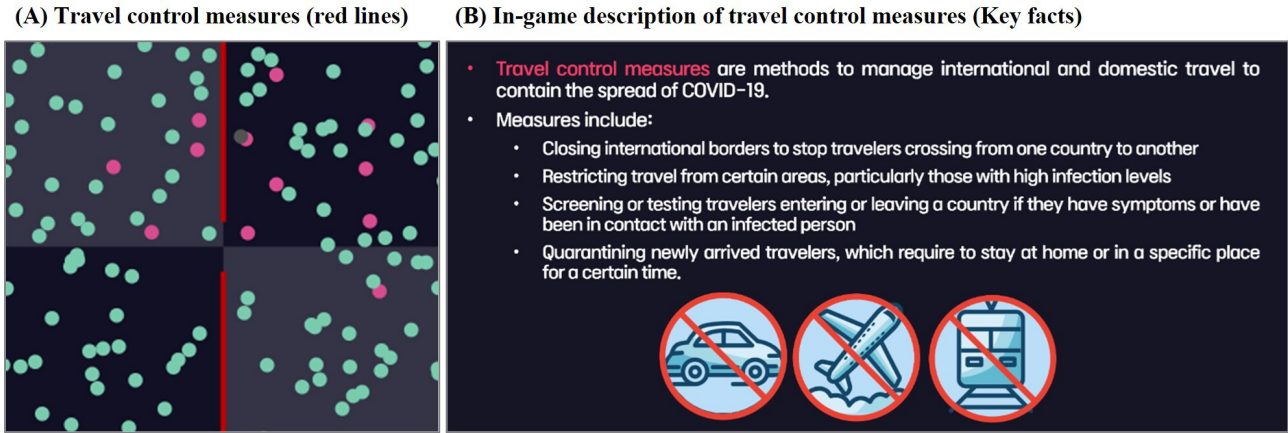 (A) Travel control measures (red lines)
(B) In-game description of travel control measures (Key facts)
• Travel control measures are methods to manage international and domestic travel to
contain the spread of COVID-19.
• Measures include:
• Closing international borders to stop travelers crossing from one country to another
• Restricting travel from certain areas, particularly those with high infection levels
• Screening or testing travelers entering or leaving a country if they have symptoms or have
been in contact with an infected person
• Quarantining newly arrived travelers, which require to stay at home or in a specific place
for a certain time.